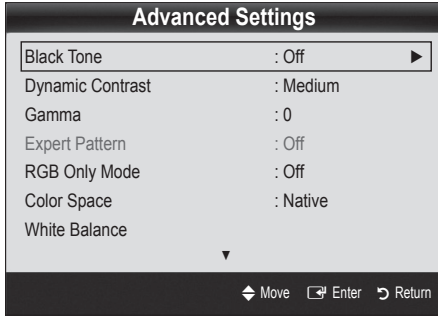 Advanced Settings
Black Tone : Off ▶
Dynamic Contrast : Medium
Gamma : 0
Expert Pattern : Off
RGB Only Mode : Off
Color Space : Native
White Balance
▼
Move Enter Return